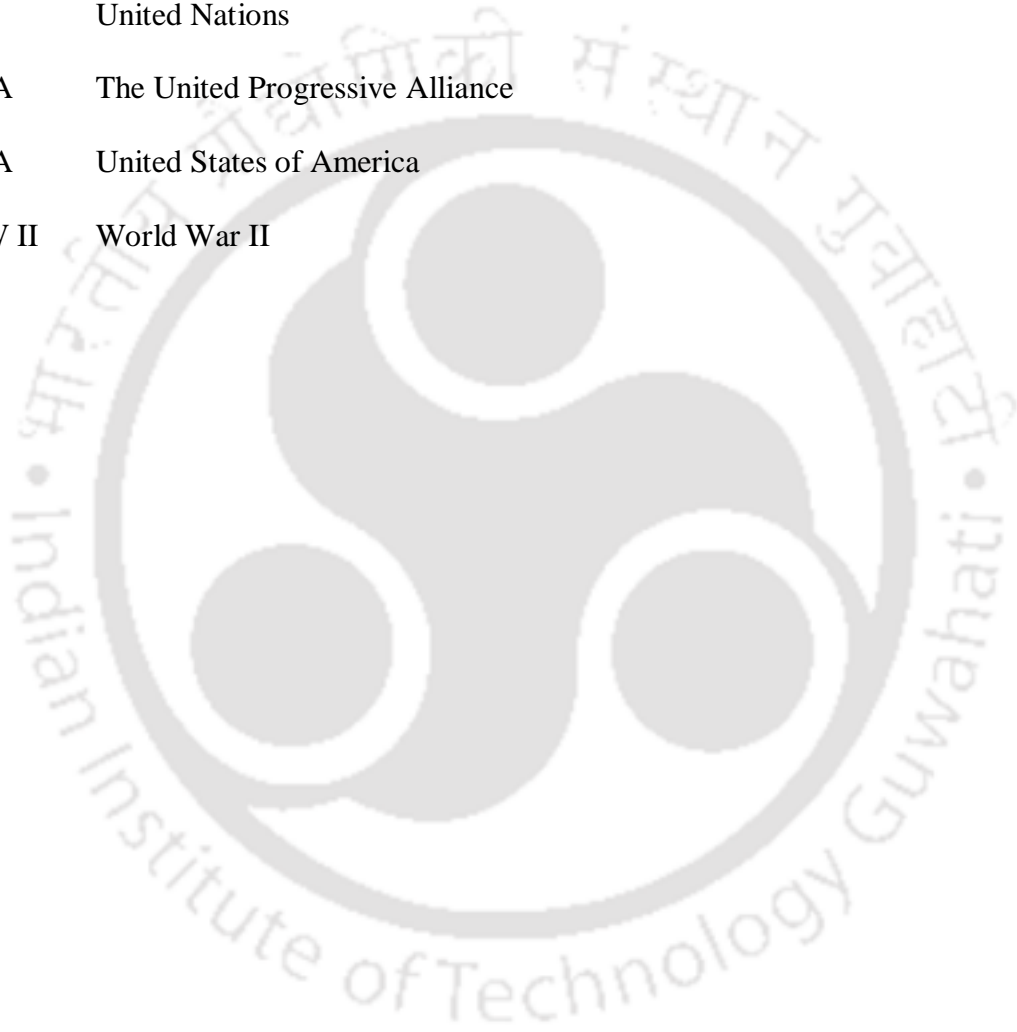 United Nations
A The United Progressive Alliance
A United States of America
II World War II
भारतीय प्रौद्योगिकी संस्थान गुवाहाटी
Indian Institute of Technology Guwahati